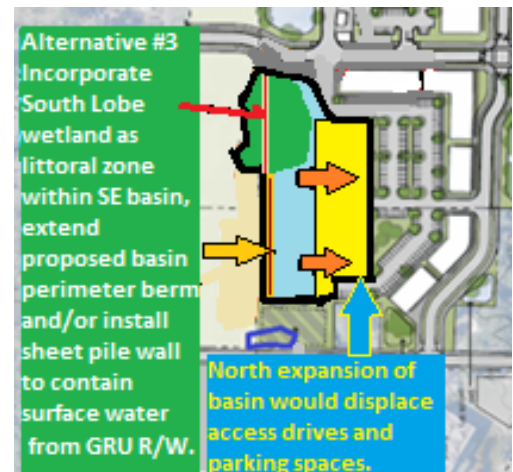 Alternative #3
Incorporate
South Lobe
wetland as
littoral zone
within SE basin,
extend
proposed basin
perimeter berm
and/or install
sheet pile wall
to contain
surface water
from GRU R/W.
North expansion of
basin would displace
access drives and
parking spaces.